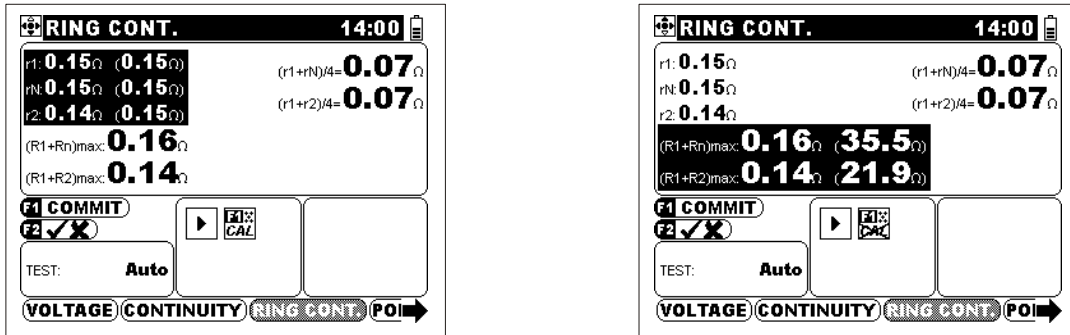 RING CONT. 14:00
r1: 0.15Ω (0.15Ω)
rN: 0.15Ω (0.15Ω)
r2: 0.14Ω (0.15Ω)
(r1+rN)/4= 0.07Ω
(r1+r2)/4= 0.07Ω
(R1+Rn)max: 0.16Ω
(R1+R2)max: 0.14Ω
F1 COMMIT
F2
F1:
CAL
TEST: Auto
VOLTAGE CONTINUITY RING CONT. POL
RING CONT. 14:00
r1: 0.15Ω
rN: 0.15Ω
r2: 0.14Ω
(r1+rN)/4= 0.07Ω
(r1+r2)/4= 0.07Ω
(R1+Rn)max: 0.16Ω (35.5Ω)
(R1+R2)max: 0.14Ω (21.9Ω)
F1 COMMIT
F2
F1:
CAL
TEST: Auto
VOLTAGE CONTINUITY RING CONT. POL